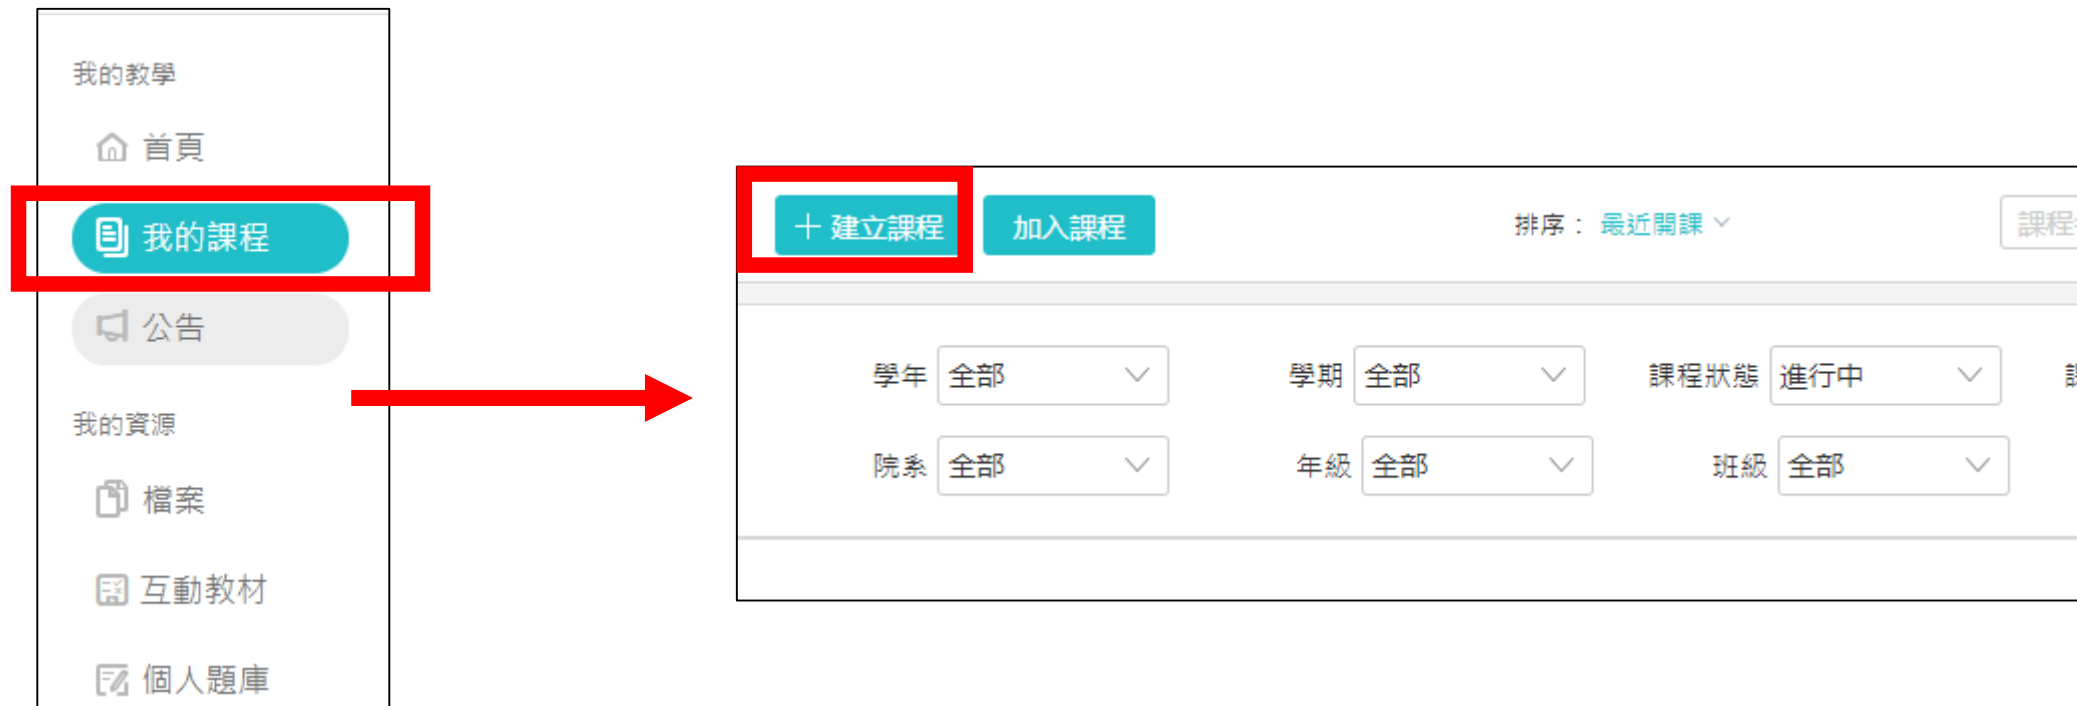 我的教學
首頁
我的課程
公告
我的資源
檔案
互動教材
個人題庫
＋建立課程 加入課程 排序： 最近開課 課程
學年 全部 學期 全部 課程狀態 進行中
院系 全部 年級 全部 班級 全部